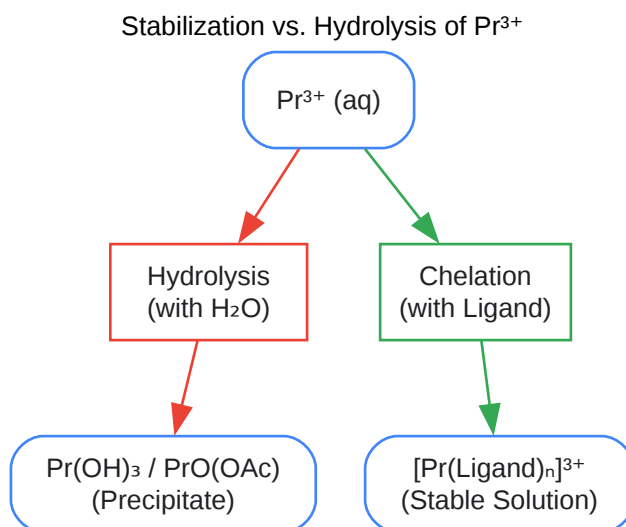 Stabilization vs. Hydrolysis of Pr³⁺
Pr³⁺ (aq)
Hydrolysis
(with H₂O)
Chelation
(with Ligand)
Pr(OH)₃ / PrO(OAc)
(Precipitate)
[Pr(Ligand)ₙ]³⁺
(Stable Solution)